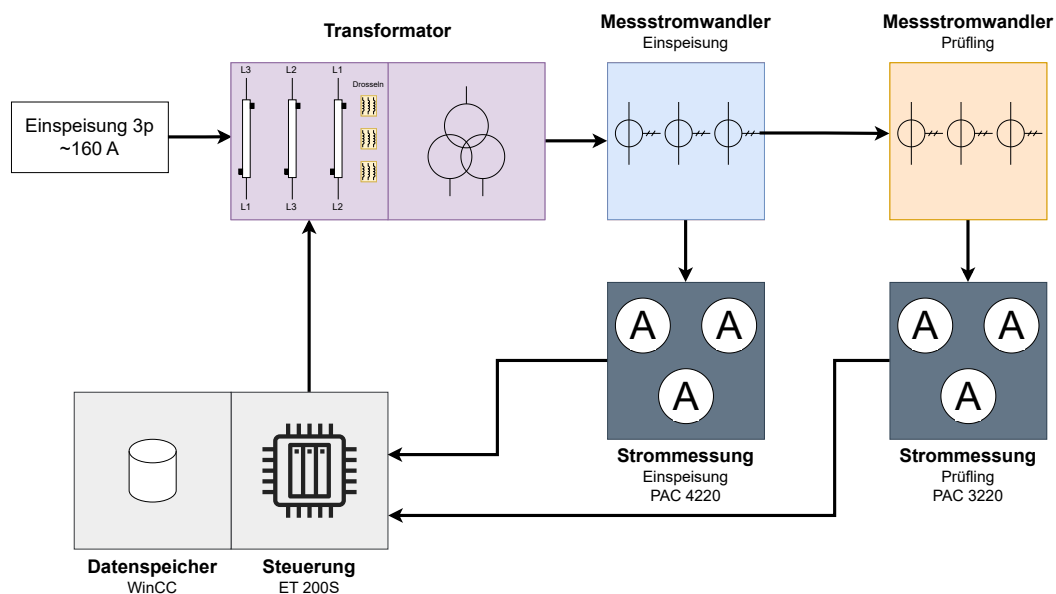 Transformator
Messstromwandler
Einspeisung
Messstromwandler
Prüfling
L3 L2 L1
Drosseln
Einspeisung 3p
~160 A
L1 L3 L2
A A
A
A A
A
Strommessung
Einspeisung
PAC 4220
Strommessung
Prüfling
PAC 3220
Datenspeicher
WinCC
Steuerung
ET 200S